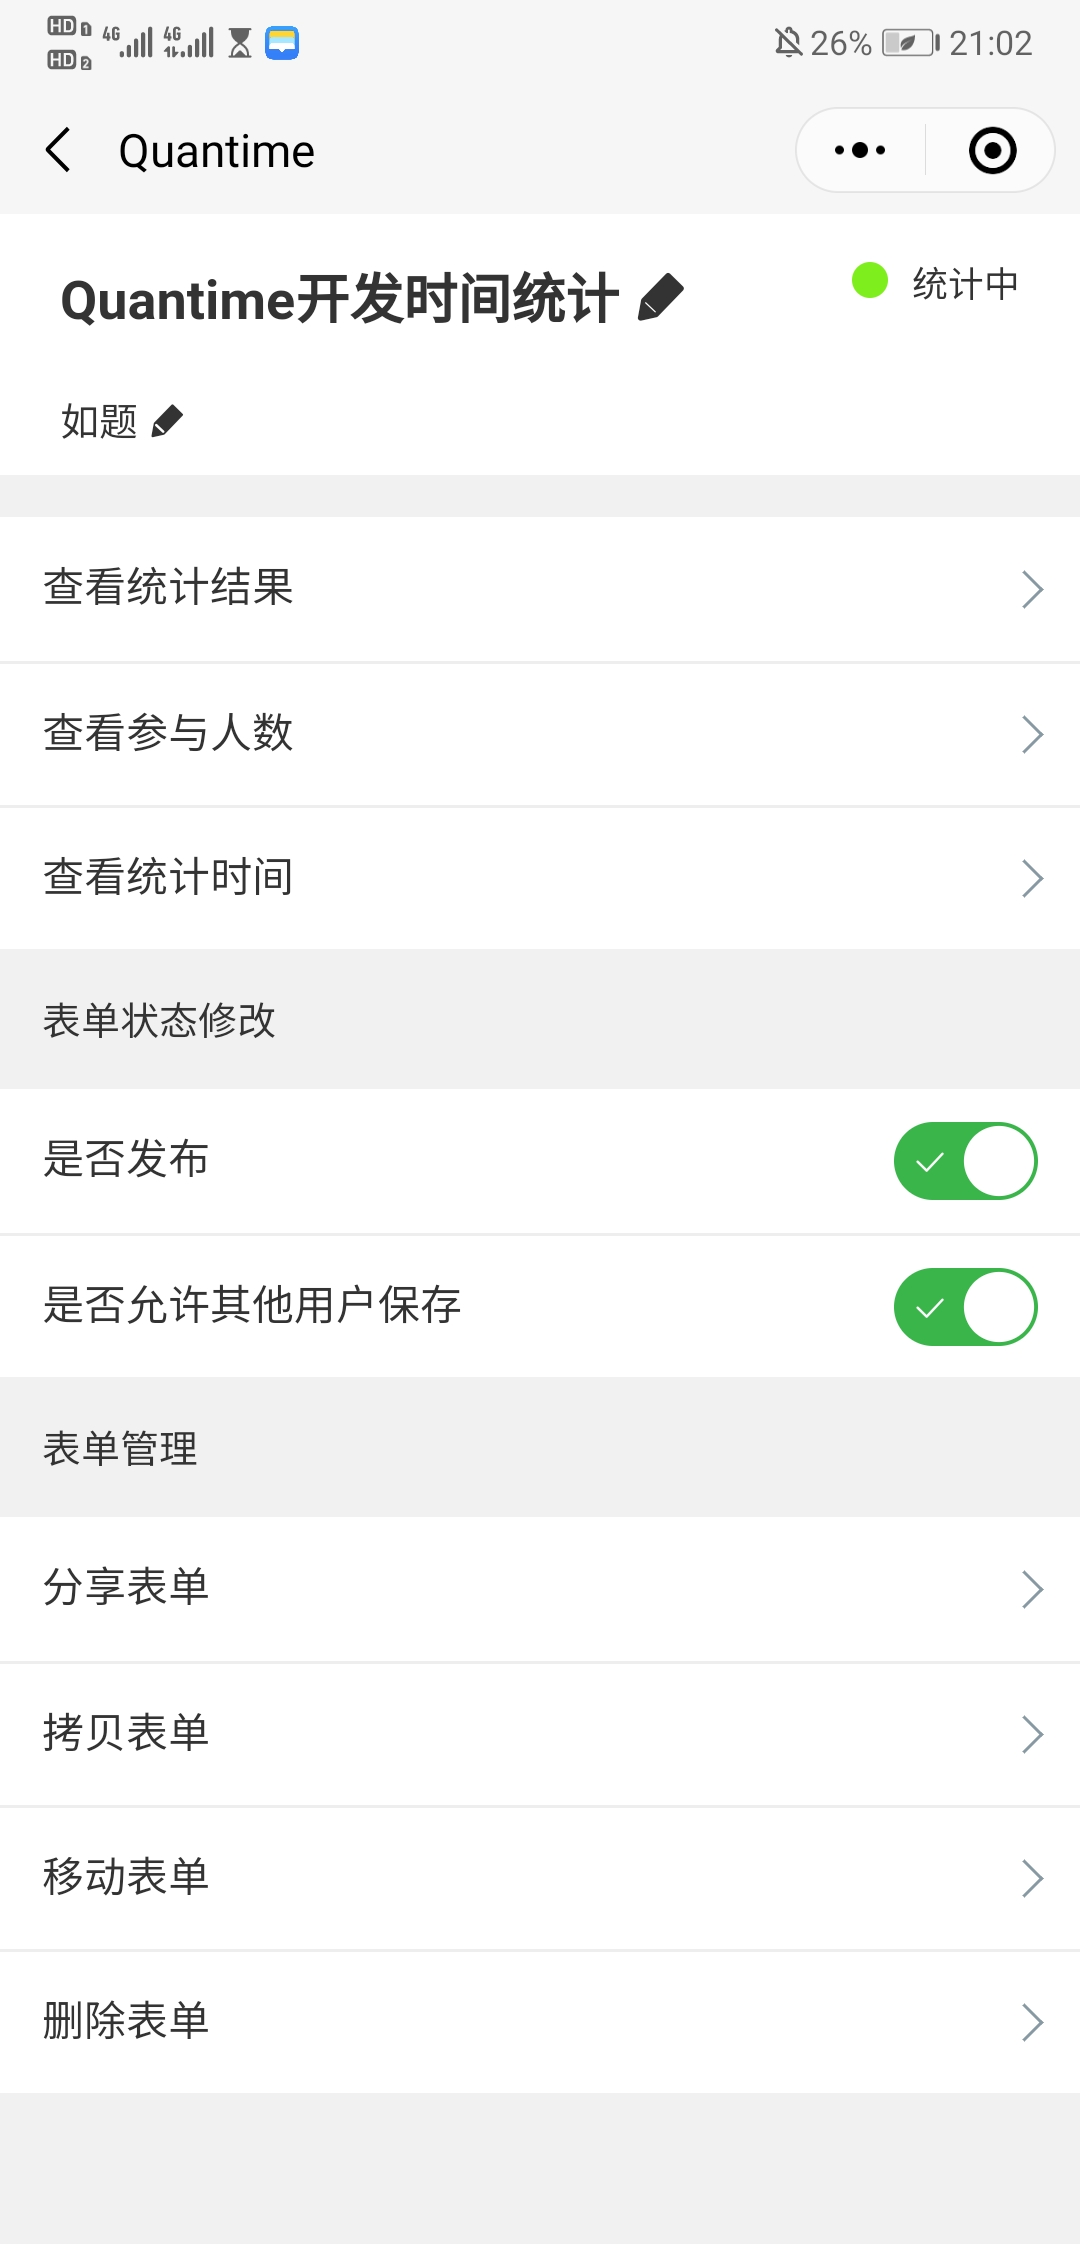 HD 1 4G 4G 26% 21:02
HD 2
Quantime
Quantime开发时间统计 统计中
如题
查看统计结果
查看参与人数
查看统计时间
表单状态修改
是否发布
是否允许其他用户保存
表单管理
分享表单
拷贝表单
移动表单
删除表单